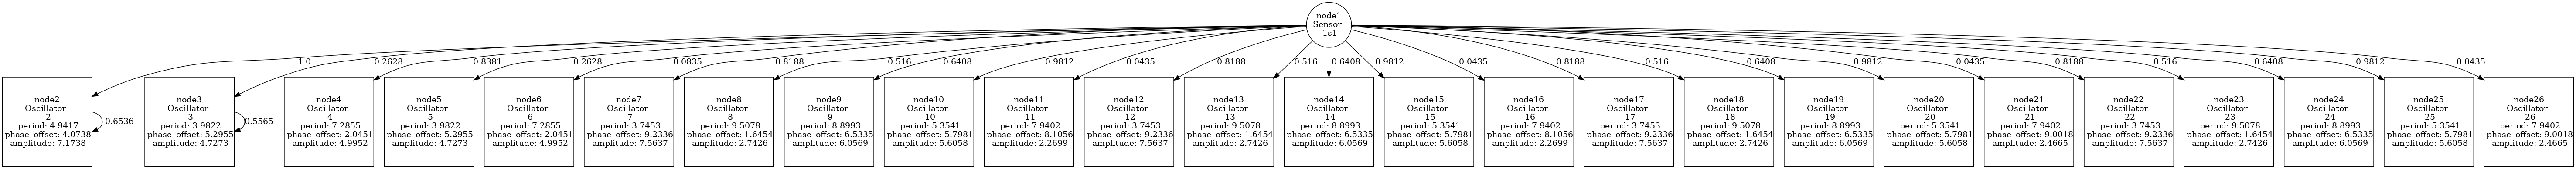 node1
Sensor
1s1
-1.0
-0.2628
-0.8381
-0.2628
0.0835
-0.8188
0.516
-0.6408
-0.9812
-0.0435
-0.8188
0.516
-0.6408
-0.9812
-0.0435
-0.8188
0.516
-0.6408
-0.9812
-0.0435
-0.8188
0.516
-0.6408
-0.9812
-0.0435
node2
Oscillator
2
period: 4.9417
phase_offset: 4.0738
amplitude: 7.1738
-0.6536
node3
Oscillator
3
period: 3.9822
phase_offset: 5.2955
amplitude: 4.7273
0.5565
node4
Oscillator
4
period: 7.2855
phase_offset: 2.0451
amplitude: 4.9952
node5
Oscillator
5
period: 3.9822
phase_offset: 5.2955
amplitude: 4.7273
node6
Oscillator
6
period: 7.2855
phase_offset: 2.0451
amplitude: 4.9952
node7
Oscillator
7
period: 3.7453
phase_offset: 9.2336
amplitude: 7.5637
node8
Oscillator
8
period: 9.5078
phase_offset: 1.6454
amplitude: 2.7426
node9
Oscillator
9
period: 8.8993
phase_offset: 6.5335
amplitude: 6.0569
node10
Oscillator
10
period: 5.3541
phase_offset: 5.7981
amplitude: 5.6058
node11
Oscillator
11
period: 7.9402
phase_offset: 8.1056
amplitude: 2.2699
node12
Oscillator
12
period: 3.7453
phase_offset: 9.2336
amplitude: 7.5637
node13
Oscillator
13
period: 9.5078
phase_offset: 1.6454
amplitude: 2.7426
node14
Oscillator
14
period: 8.8993
phase_offset: 6.5335
amplitude: 6.0569
node15
Oscillator
15
period: 5.3541
phase_offset: 5.7981
amplitude: 5.6058
node16
Oscillator
16
period: 7.9402
phase_offset: 8.1056
amplitude: 2.2699
node17
Oscillator
17
period: 3.7453
phase_offset: 9.2336
amplitude: 7.5637
node18
Oscillator
18
period: 9.5078
phase_offset: 1.6454
amplitude: 2.7426
node19
Oscillator
19
period: 8.8993
phase_offset: 6.5335
amplitude: 6.0569
node20
Oscillator
20
period: 5.3541
phase_offset: 5.7981
amplitude: 5.6058
node21
Oscillator
21
period: 7.9402
phase_offset: 9.0018
amplitude: 2.4665
node22
Oscillator
22
period: 3.7453
phase_offset: 9.2336
amplitude: 7.5637
node23
Oscillator
23
period: 9.5078
phase_offset: 1.6454
amplitude: 2.7426
node24
Oscillator
24
period: 8.8993
phase_offset: 6.5335
amplitude: 6.0569
node25
Oscillator
25
period: 5.3541
phase_offset: 5.7981
amplitude: 5.6058
node26
Oscillator
26
period: 7.9402
phase_offset: 9.0018
amplitude: 2.4665